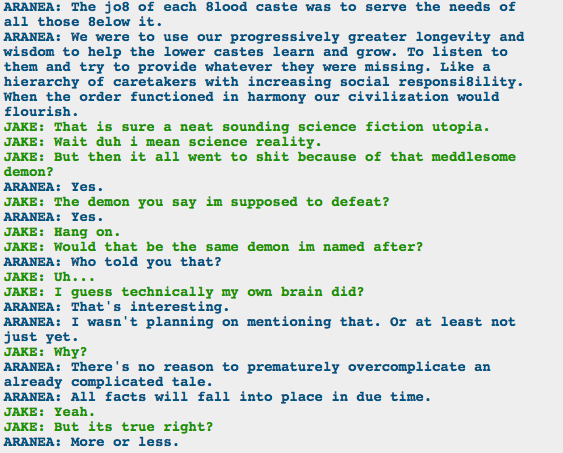 ARANEA: The jo8 of each 8lood caste was to serve the needs of
all those 8elow it.
ARANEA: We were to use our progressively greater longevity and
wisdom to help the lower castes learn and grow. To listen to
them and try to provide whatever they were missing. Like a
hierarchy of caretakers with increasing social responsi8ility.
When the order functioned in harmony our civilization would
flourish.
JAKE: That is sure a neat sounding science fiction utopia.
JAKE: Wait duh i mean science reality.
JAKE: But then it all went to shit because of that meddlesome
demon?
ARANEA: Yes.
JAKE: The demon you say im supposed to defeat?
ARANEA: Yes.
JAKE: Hang on.
JAKE: Would that be the same demon im named after?
ARANEA: Who told you that?
JAKE: Uh...
JAKE: I guess technically my own brain did?
ARANEA: That's interesting.
ARANEA: I wasn't planning on mentioning that. Or at least not
just yet.
JAKE: Why?
ARANEA: There's no reason to prematurely overcomplicate an
already complicated tale.
ARANEA: All facts will fall into place in due time.
JAKE: Yeah.
JAKE: But its true right?
ARANEA: More or less.